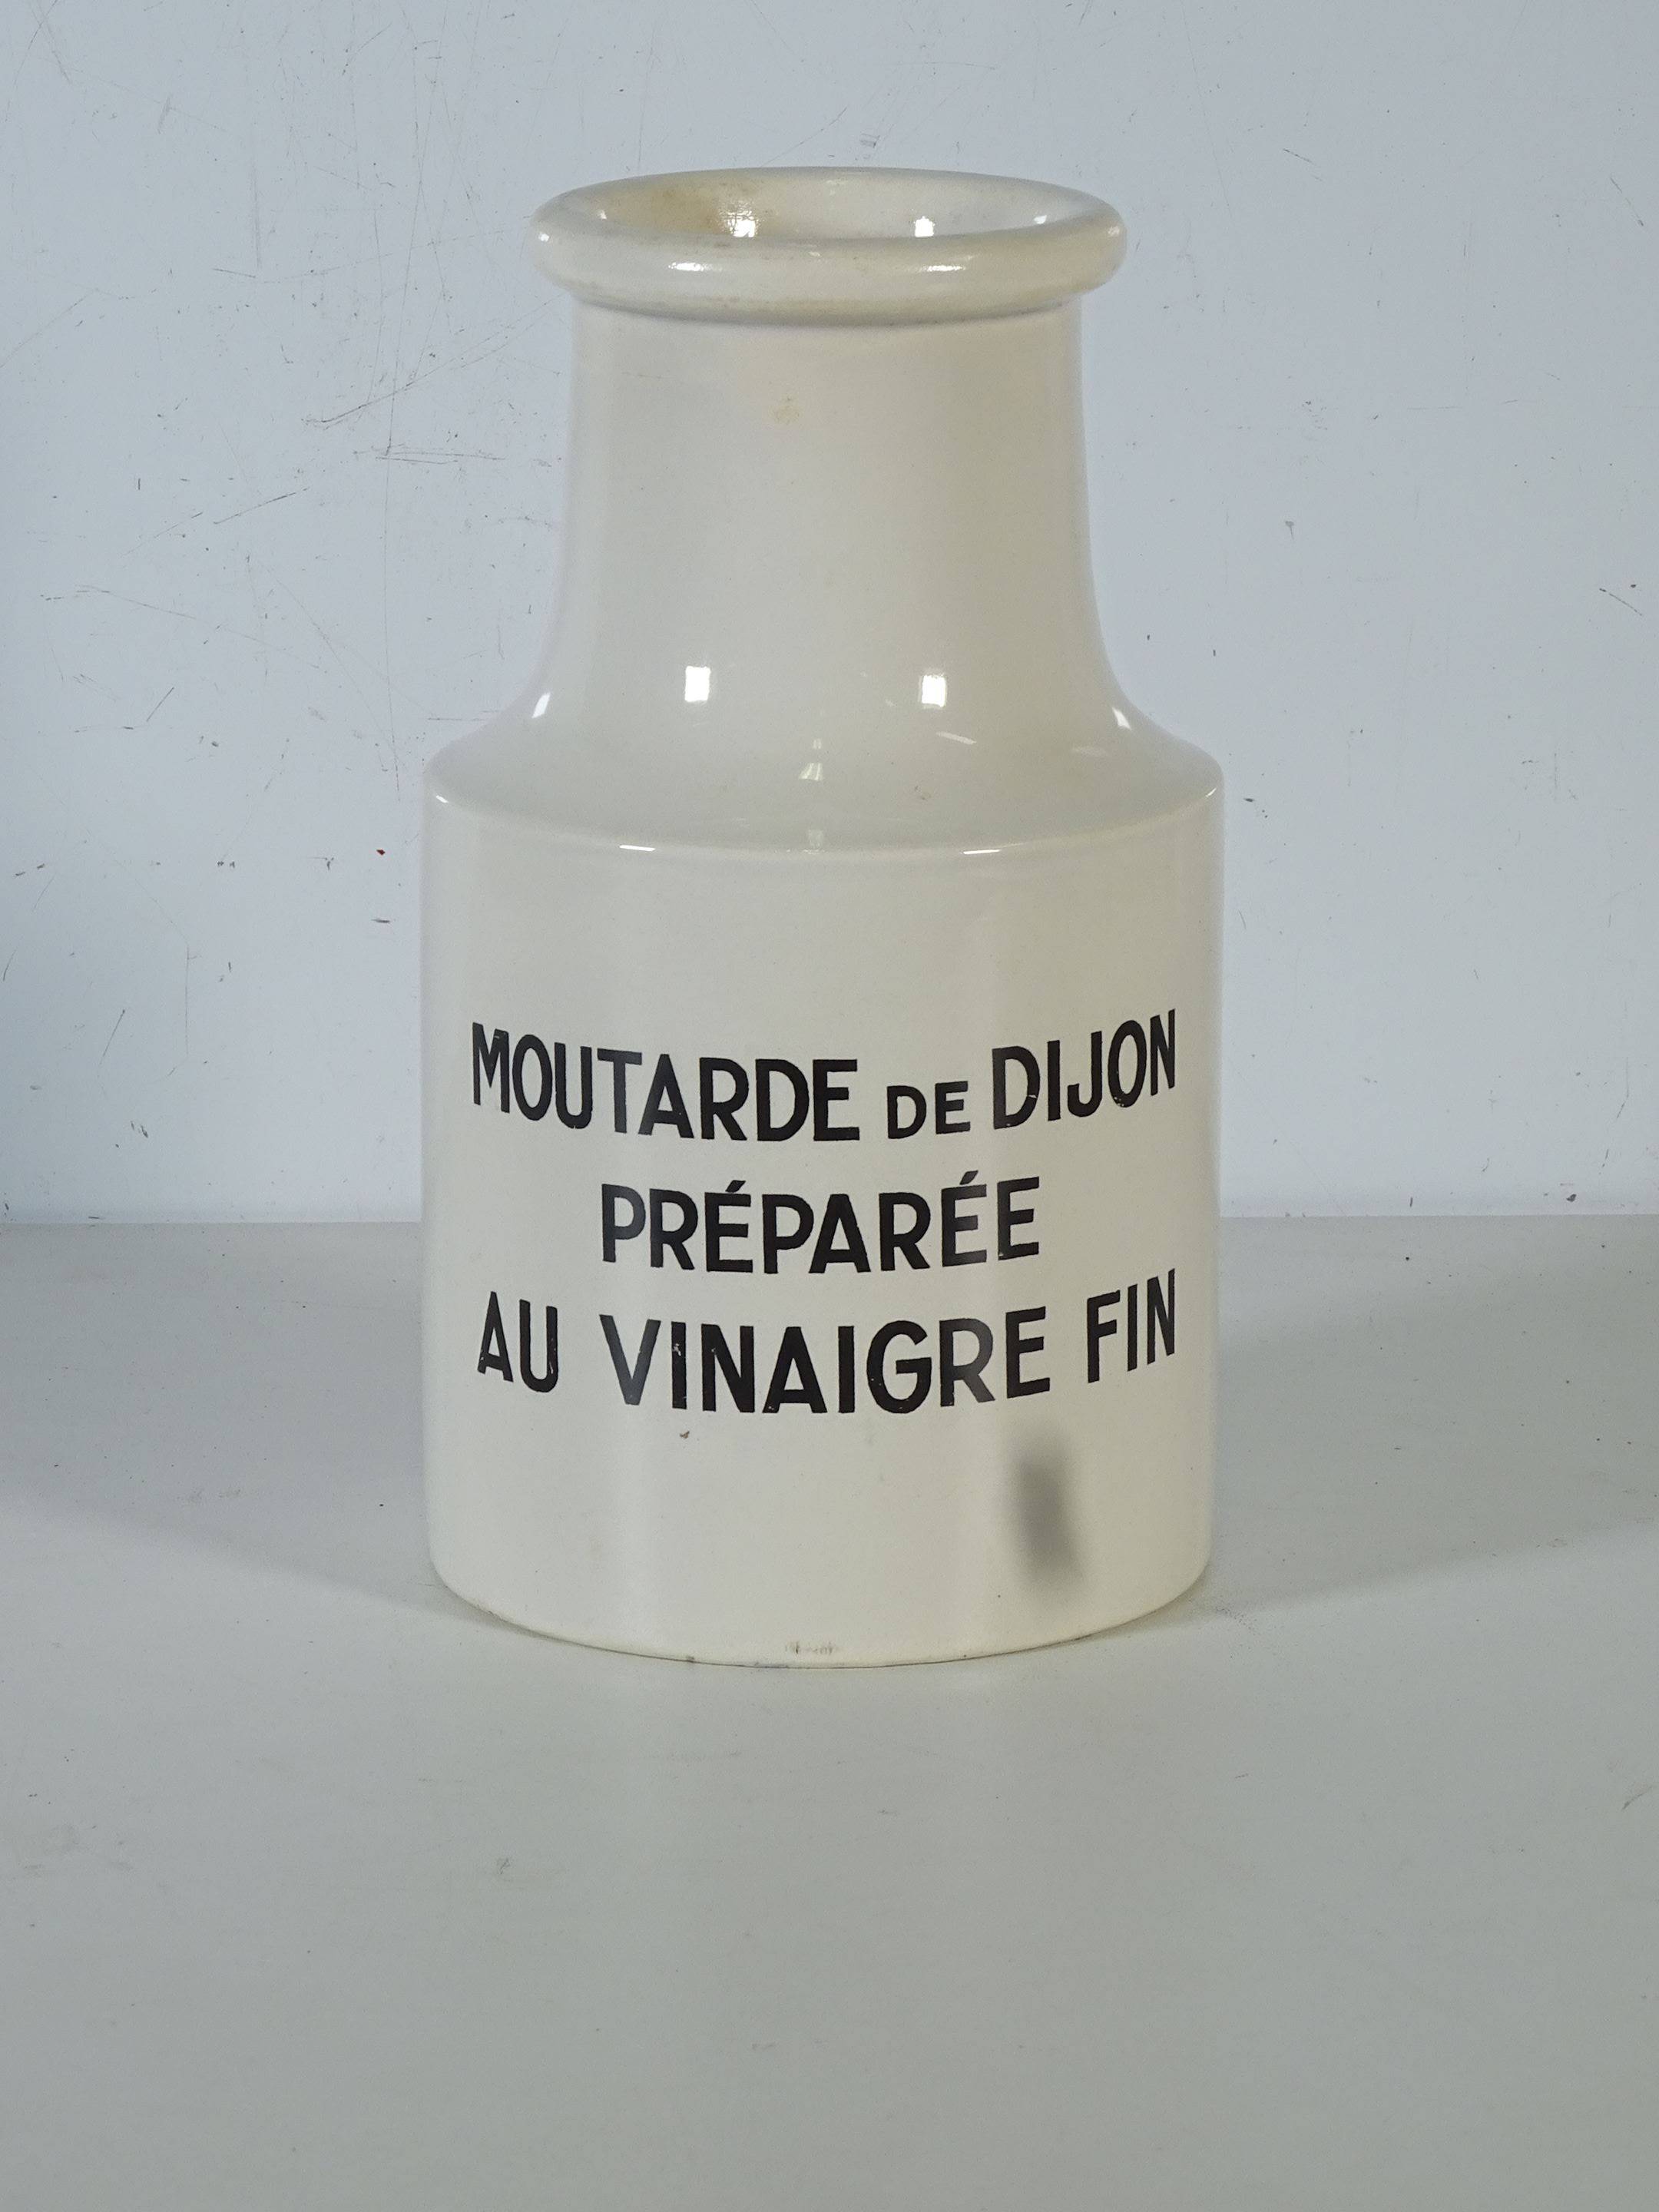 MOUTARDE DE DIJON
PRÉPARÉE
AU VINAIGRE FIN